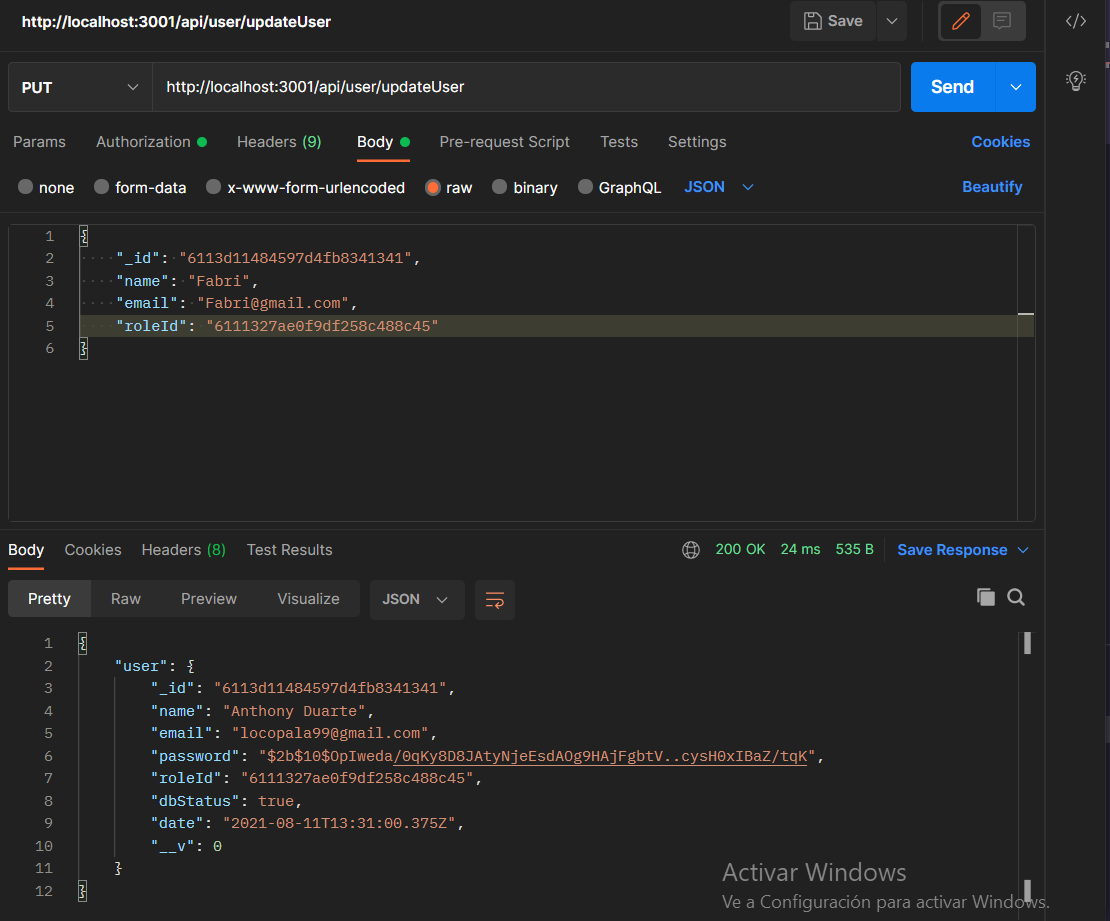 http://localhost:3001/api/user/updateUser
Save
PUT
http://localhost:3001/api/user/updateUser
Send
Params Authorization Headers (9) Body Pre-request Script Tests Settings Cookies
none form-data x-www-form-urlencoded raw binary GraphQL JSON Beautify
1 {
2 "_id": "6113d11484597d4fb8341341",
3 "name": "Fabri",
4 "email": "Fabri@gmail.com",
5 "roleId": "6111327ae0f9df258c488c45"
6 }
Body Cookies Headers (8) Test Results 200 OK 24 ms 535 B Save Response
Pretty Raw Preview Visualize JSON
1 {
2 "user": {
3 "_id": "6113d11484597d4fb8341341",
4 "name": "Anthony Duarte",
5 "email": "locopala99@gmail.com",
6 "password": "$2b$10$OpIweda/0qKy8D8JAtyNjeEsdAOg9HAjFgbtV..cysH0xIBaZ/tqK",
7 "roleId": "6111327ae0f9df258c488c45",
8 "dbStatus": true,
9 "date": "2021-08-11T13:31:00.375Z",
10 "__v": 0
11 }
12 }
Activar Windows
Ve a Configuración para activar Windows.